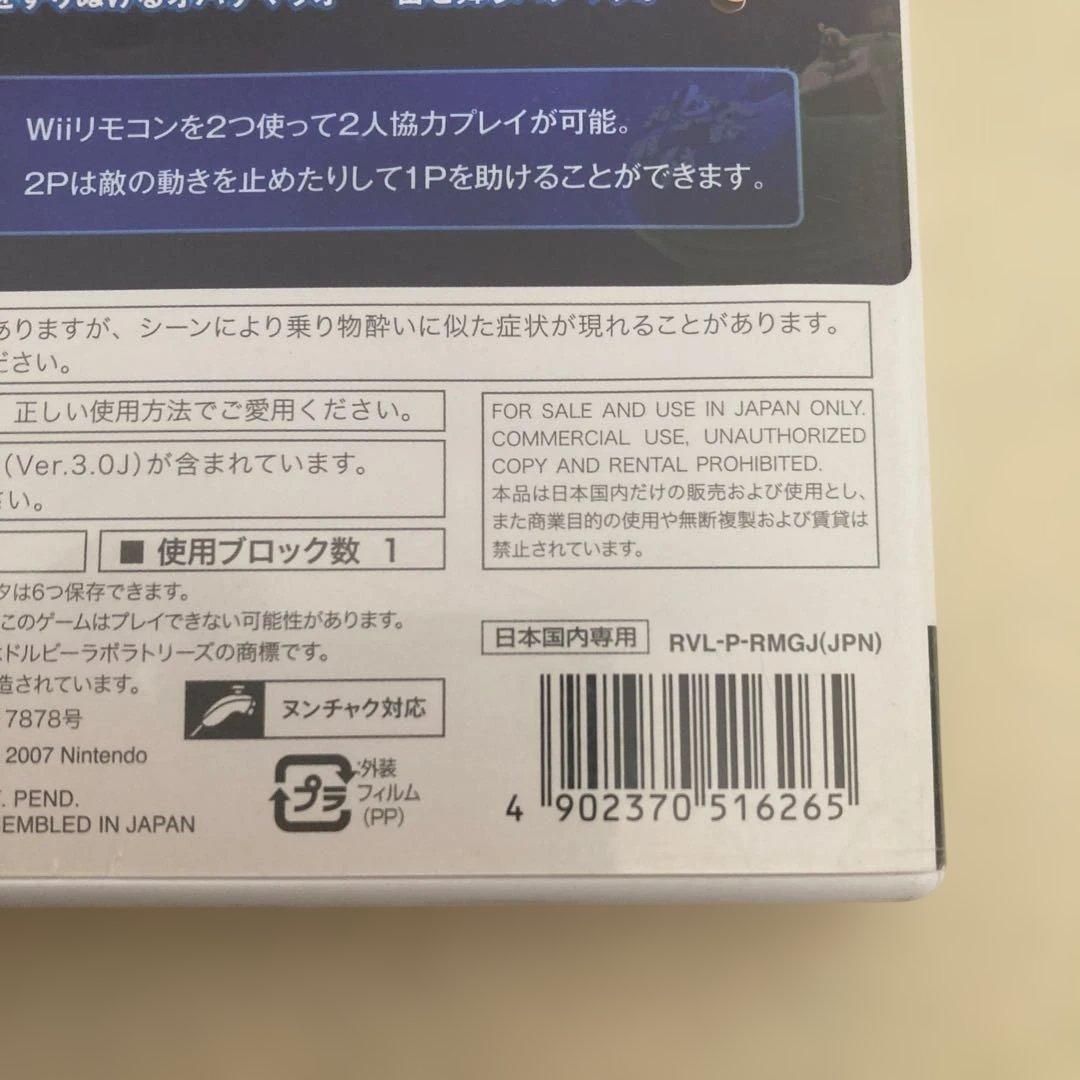 Wiiリモコンを2つ使って2人協力プレイが可能。
2Pは敵の動きを止めたりして1Pを助けることができます。
ありますが、シーンにより乗り物酔いに似た症状が現れることがあります。
ださい。
正しい使用方法でご愛用ください。
(Ver.3.0J)が含まれています。
さい。
■ 使用ブロック数 1
タは6つ保存できます。
このゲームはプレイできない可能性があります。
ドルビーラボラトリーズの商標です。
造されています。
7878号
2007 Nintendo
PEND.
SEMBLED IN JAPAN
ヌンチャク対応
プラ
外装
フィルム
(PP)
FOR SALE AND USE IN JAPAN ONLY.
COMMERCIAL USE, UNAUTHORIZED
COPY AND RENTAL PROHIBITED.
本品は日本国内だけの販売および使用とし、
また商業目的の使用や無断複製および賃貸は
禁止されています。
日本国内専用 RVL-P-RMGJ(JPN)
4 902370 516265